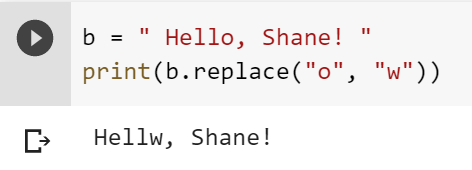 b = " Hello, Shane! "
print(b.replace("o", "w"))
Hellw, Shane!